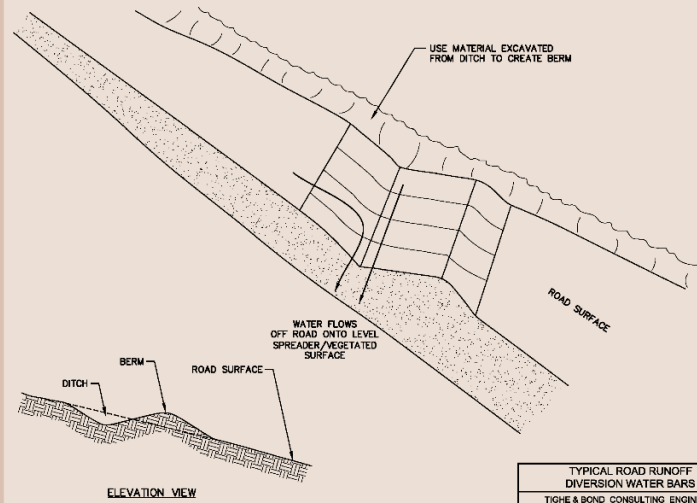 USE MATERIAL EXCAVATED
FROM DITCH TO CREATE BERM
ROAD SURFACE
WATER FLOWS
OFF ROAD ONTO LEVEL
SPREADER/VEGETATED
SURFACE
BERM
ROAD SURFACE
DITCH
ELEVATION VIEW
TYPICAL ROAD RUNOFF
DIVERSION WATER BARS
TIGHE & BOND CONSULTING